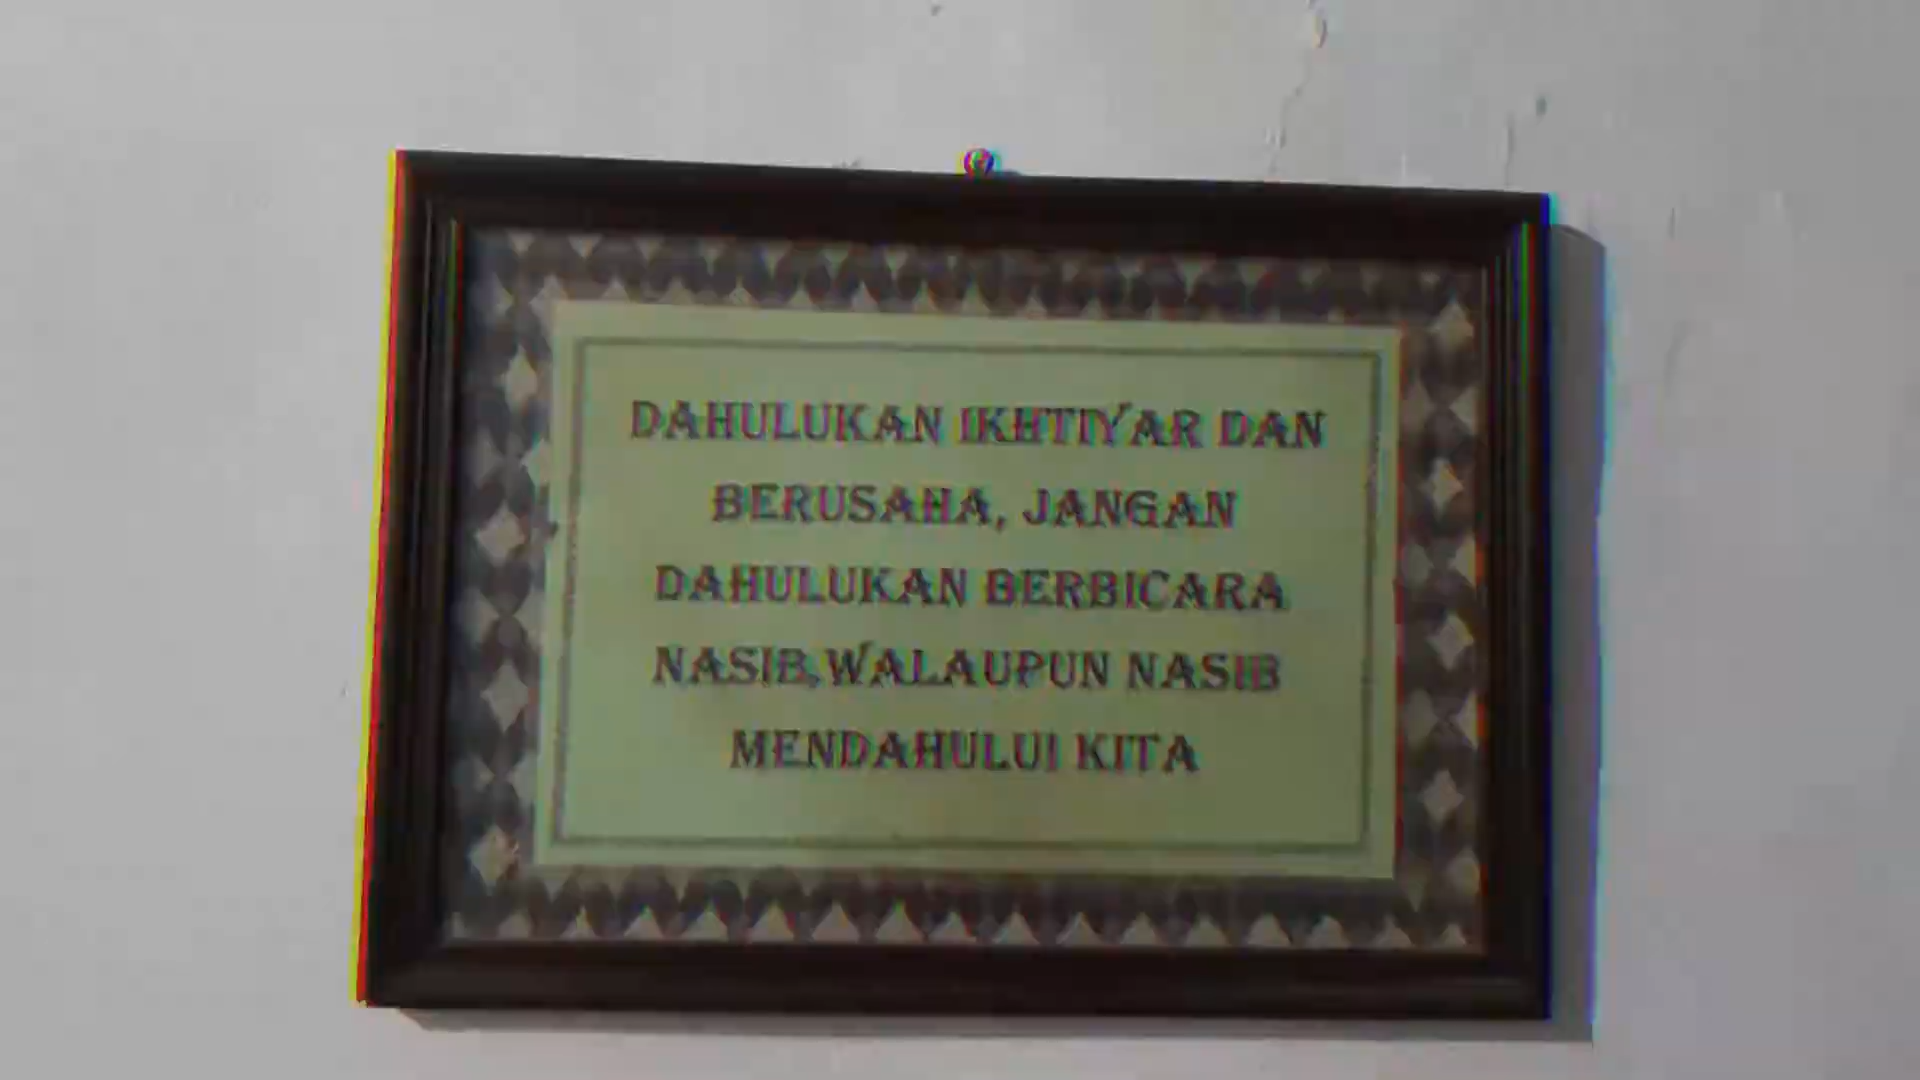 DAHULUKAN IKHTIYAR DAN
BERUSAHA, JANGAN
DAHULUKAN BERBICARA
NASIB,WALAUPUN NASIB
MENDAHULUI KITA